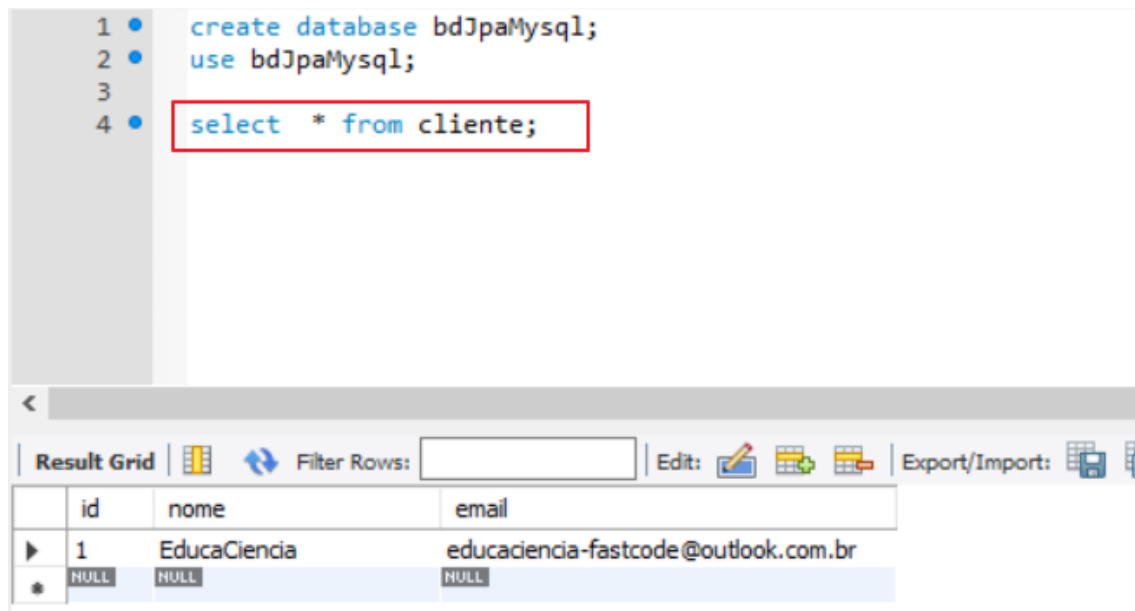 1 create database bdJpaMysql;
2 use bdJpaMysql;
3
4 select  * from cliente;
Result Grid Filter Rows: Edit: Export/Import:
id nome email
1 EducaCiencia educaciencia-fastcode@outlook.com.br
NULL NULL NULL